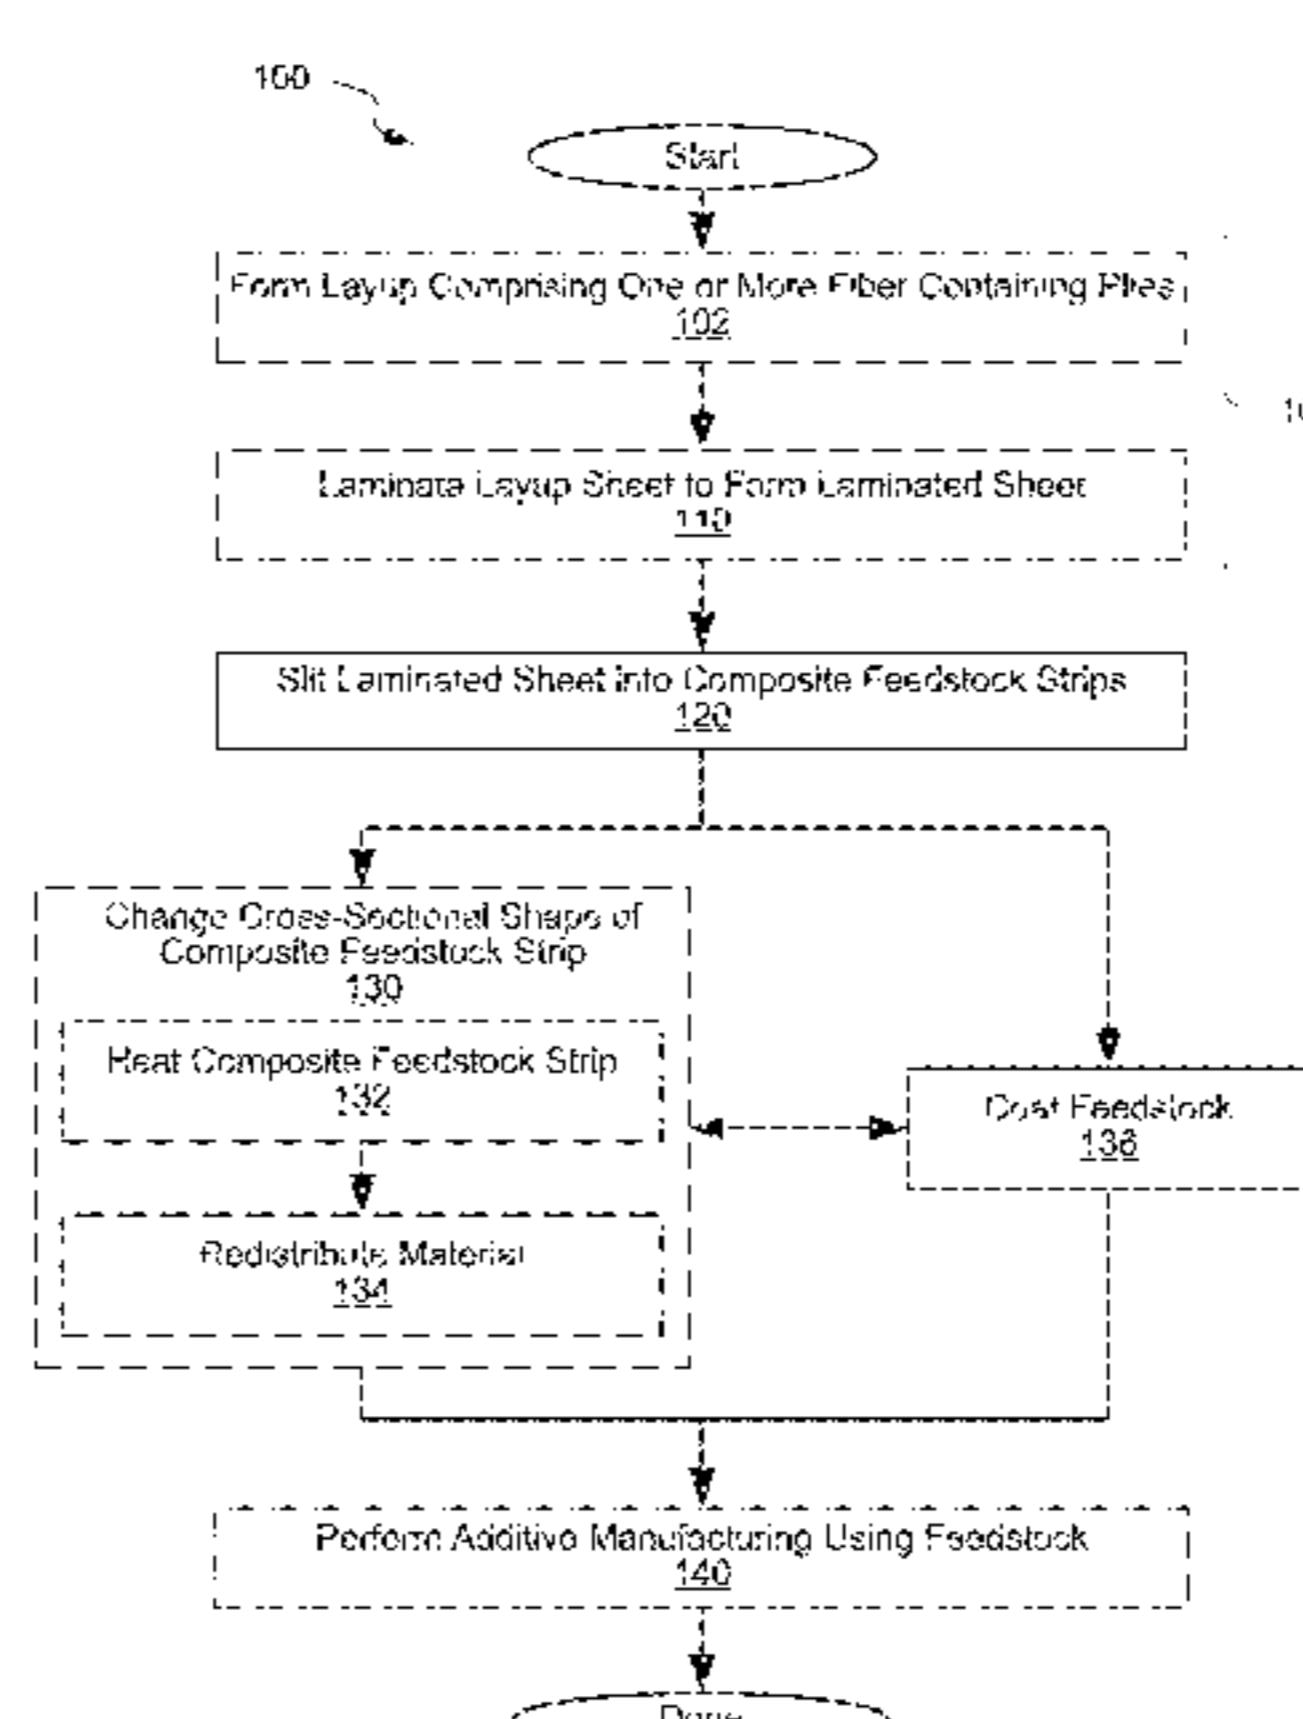 100
Start
Form Layup Comprising One or More Fiber Containing Plies
102
Laminate Layup Sheet to Form Laminated Sheet
110
Slit Laminated Sheet into Composite Feedstock Strips
120
Change Cross-Sectional Shape of
Composite Feedstock Strip
130
Heat Composite Feedstock Strip
132
Coat Feedstock
136
Redistribute Material
134
Perform Additive Manufacturing Using Feedstock
140
Done